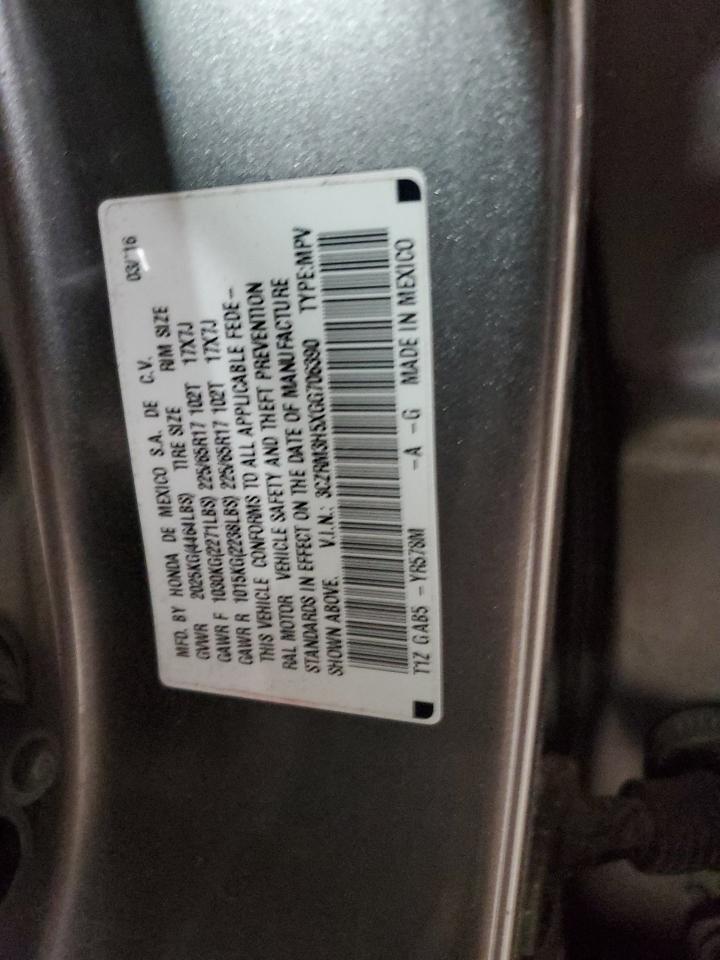 03/'16
MFD. BY HONDA DE MEXICO S.A. DE C.V.
TIRE SIZE RIM SIZE
GVWR 2025KG(4464LBS)
GAWR F 1030KG(2271LBS) 225/65R17 102T 17X7J
GAWR R 1015KG(2238LBS) 225/65R17 102T 17X7J
THIS VEHICLE CONFORMS TO ALL APPLICABLE FEDE-
RAL MOTOR VEHICLE SAFETY AND THEFT PREVENTION
STANDARDS IN EFFECT ON THE DATE OF MANUFACTURE
SHOWN ABOVE. V.I.N.: 3CZRM3H5XGG706390 TYPE:MPV
T1Z GAB5 -YR578M -A -G MADE IN MEXICO